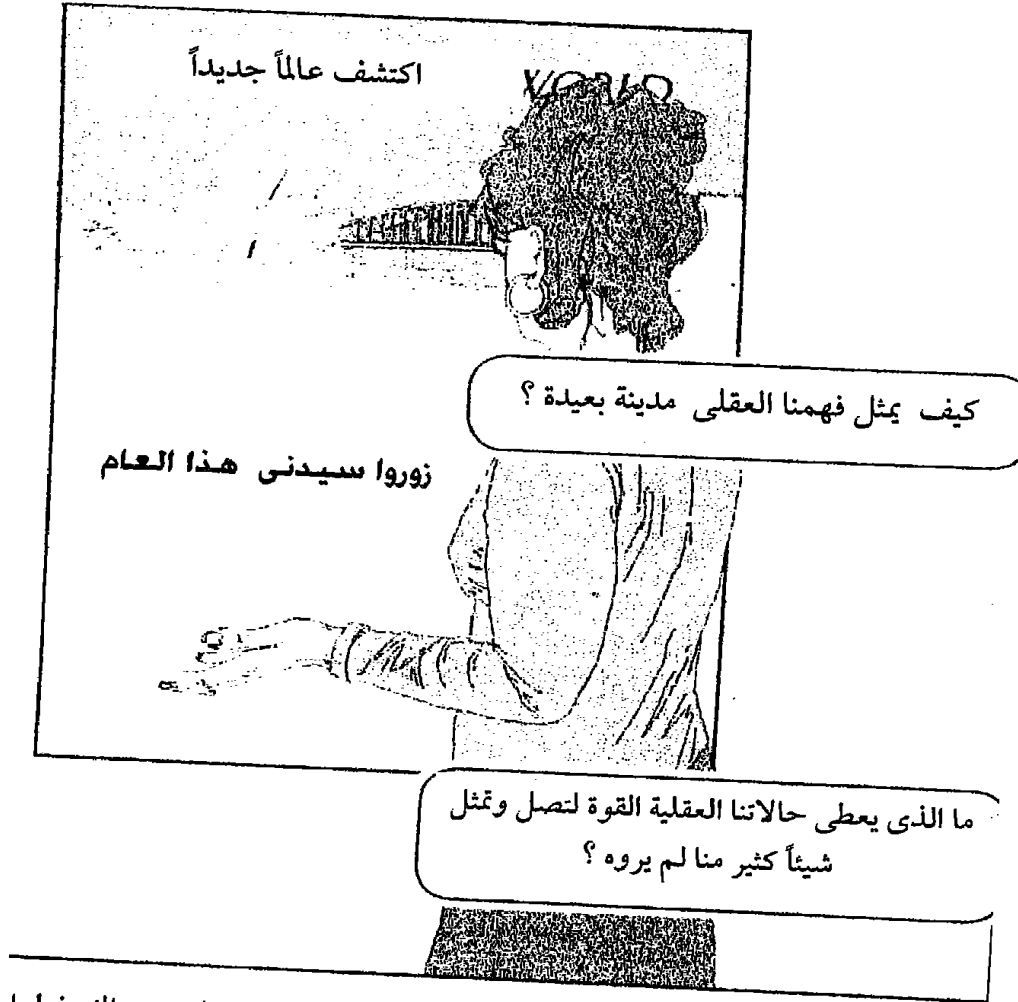 اكتشف عالماً جديداً
WORLD
كيف يمثل فهمنا العقلى مدينة بعيدة ؟
زوروا سيدنى هذا العام
ما الذى يعطى حالاتنا العقلية القوة لتصل وتمثل
شيئاً كثير منا لم يروه ؟